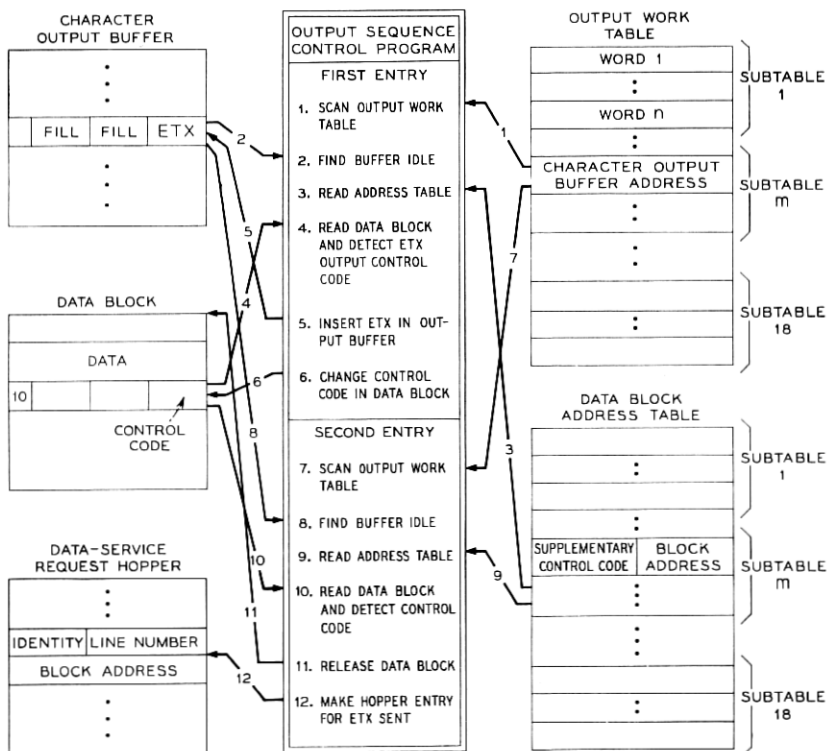 CHARACTER
OUTPUT BUFFER
FILL FILL ETX
DATA BLOCK
DATA
10
CONTROL
CODE
DATA-SERVICE
REQUEST HOPPER
IDENTITY LINE NUMBER
BLOCK ADDRESS
2
5
4
6
8
10
11
12
OUTPUT SEQUENCE
CONTROL PROGRAM
FIRST ENTRY
1. SCAN OUTPUT WORK
TABLE
2. FIND BUFFER IDLE
3. READ ADDRESS TABLE
4. READ DATA BLOCK
AND DETECT ETX
OUTPUT CONTROL
CODE
5. INSERT ETX IN OUT-
PUT BUFFER
6. CHANGE CONTROL
CODE IN DATA BLOCK
SECOND ENTRY
7. SCAN OUTPUT WORK
TABLE
8. FIND BUFFER IDLE
9. READ ADDRESS TABLE
10. READ DATA BLOCK
AND DETECT CONTROL
CODE
11. RELEASE DATA BLOCK
12. MAKE HOPPER ENTRY
FOR ETX SENT
1
7
3
9
OUTPUT WORK
TABLE
WORD 1
WORD n
CHARACTER OUTPUT
BUFFER ADDRESS
SUBTABLE
1
SUBTABLE
m
SUBTABLE
18
DATA BLOCK
ADDRESS TABLE
SUPPLEMENTARY
CONTROL CODE
BLOCK
ADDRESS
SUBTABLE
1
SUBTABLE
m
SUBTABLE
18